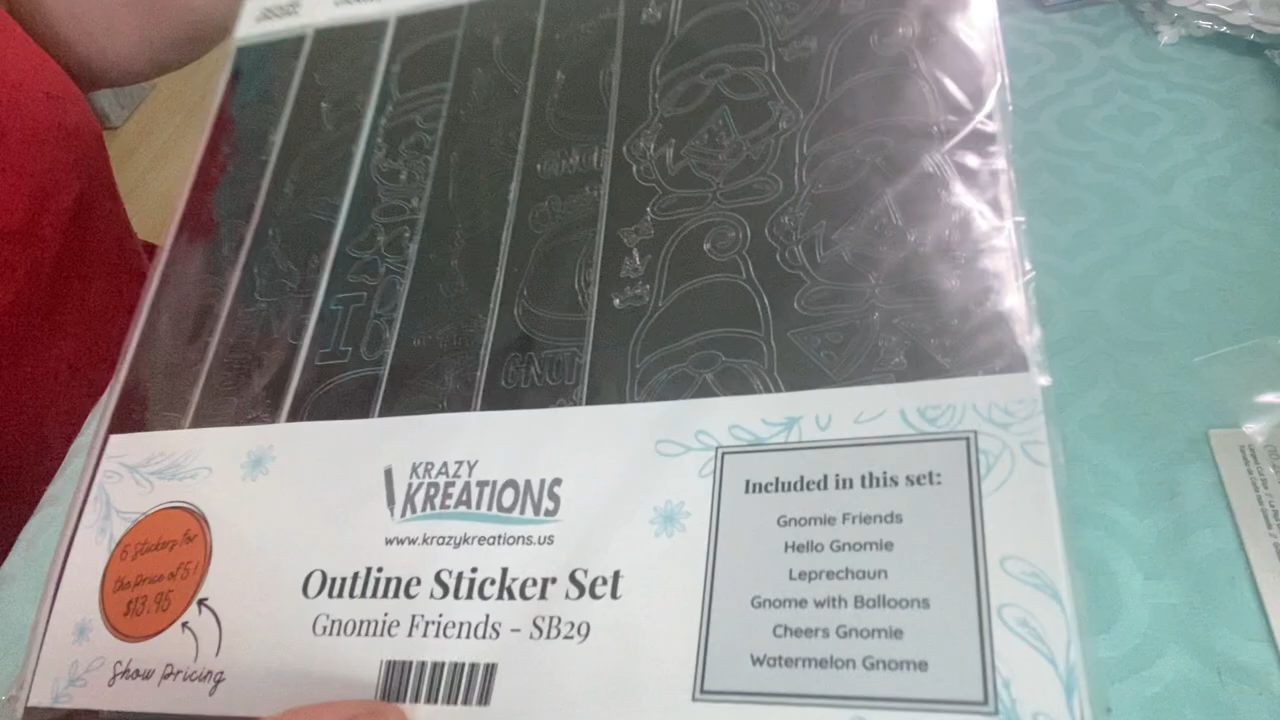 GNOM
KRAZY
KREATIONS
www.krazykreations.us
Outline Sticker Set
Gnomie Friends - SB29
6 Stickers for
the price of 5!
$13.95
Show pricing
Included in this set:
Gnomie Friends
Hello Gnomie
Leprechaun
Gnome with Balloons
Cheers Gnomie
Watermelon Gnome